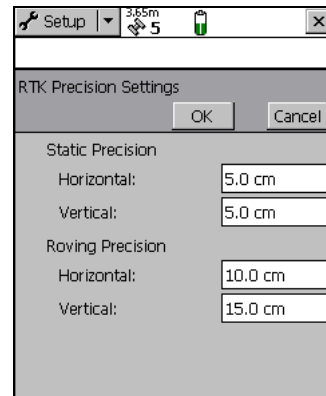 Setup
3.65m
5
RTK Precision Settings
OK Cancel
Static Precision
Horizontal: 5.0 cm
Vertical: 5.0 cm
Roving Precision
Horizontal: 10.0 cm
Vertical: 15.0 cm